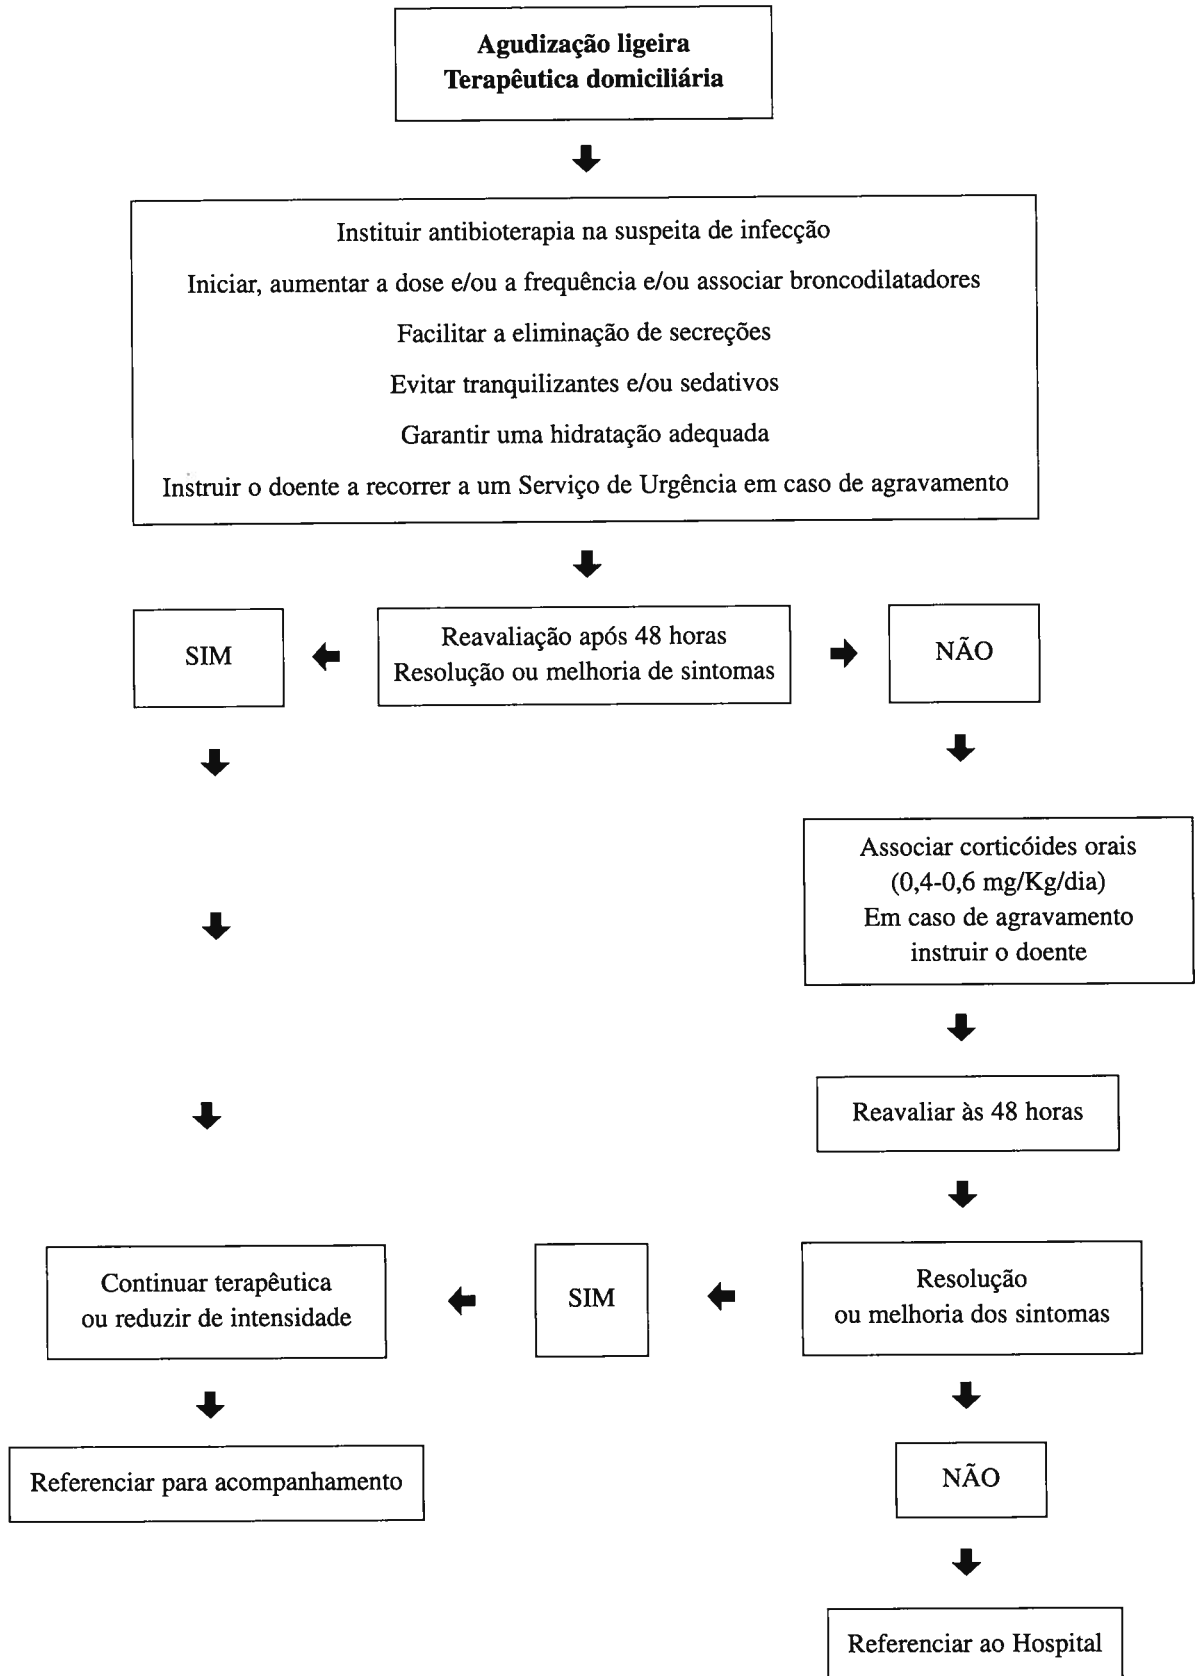 Agudização ligeira
Terapêutica domiciliária
Instituir antibioterapia na suspeita de infecção
Iniciar, aumentar a dose e/ou a frequência e/ou associar broncodilatadores
Facilitar a eliminação de secreções
Evitar tranquilizantes e/ou sedativos
Garantir uma hidratação adequada
Instruir o doente a recorrer a um Serviço de Urgência em caso de agravamento
SIM
Reavaliação após 48 horas
Resolução ou melhoria de sintomas
NÃO
Associar corticóides orais
(0,4-0,6 mg/Kg/dia)
Em caso de agravamento
instruir o doente
Reavaliar às 48 horas
Continuar terapêutica
ou reduzir de intensidade
SIM
Resolução
ou melhoria dos sintomas
Referenciar para acompanhamento
NÃO
Referenciar ao Hospital